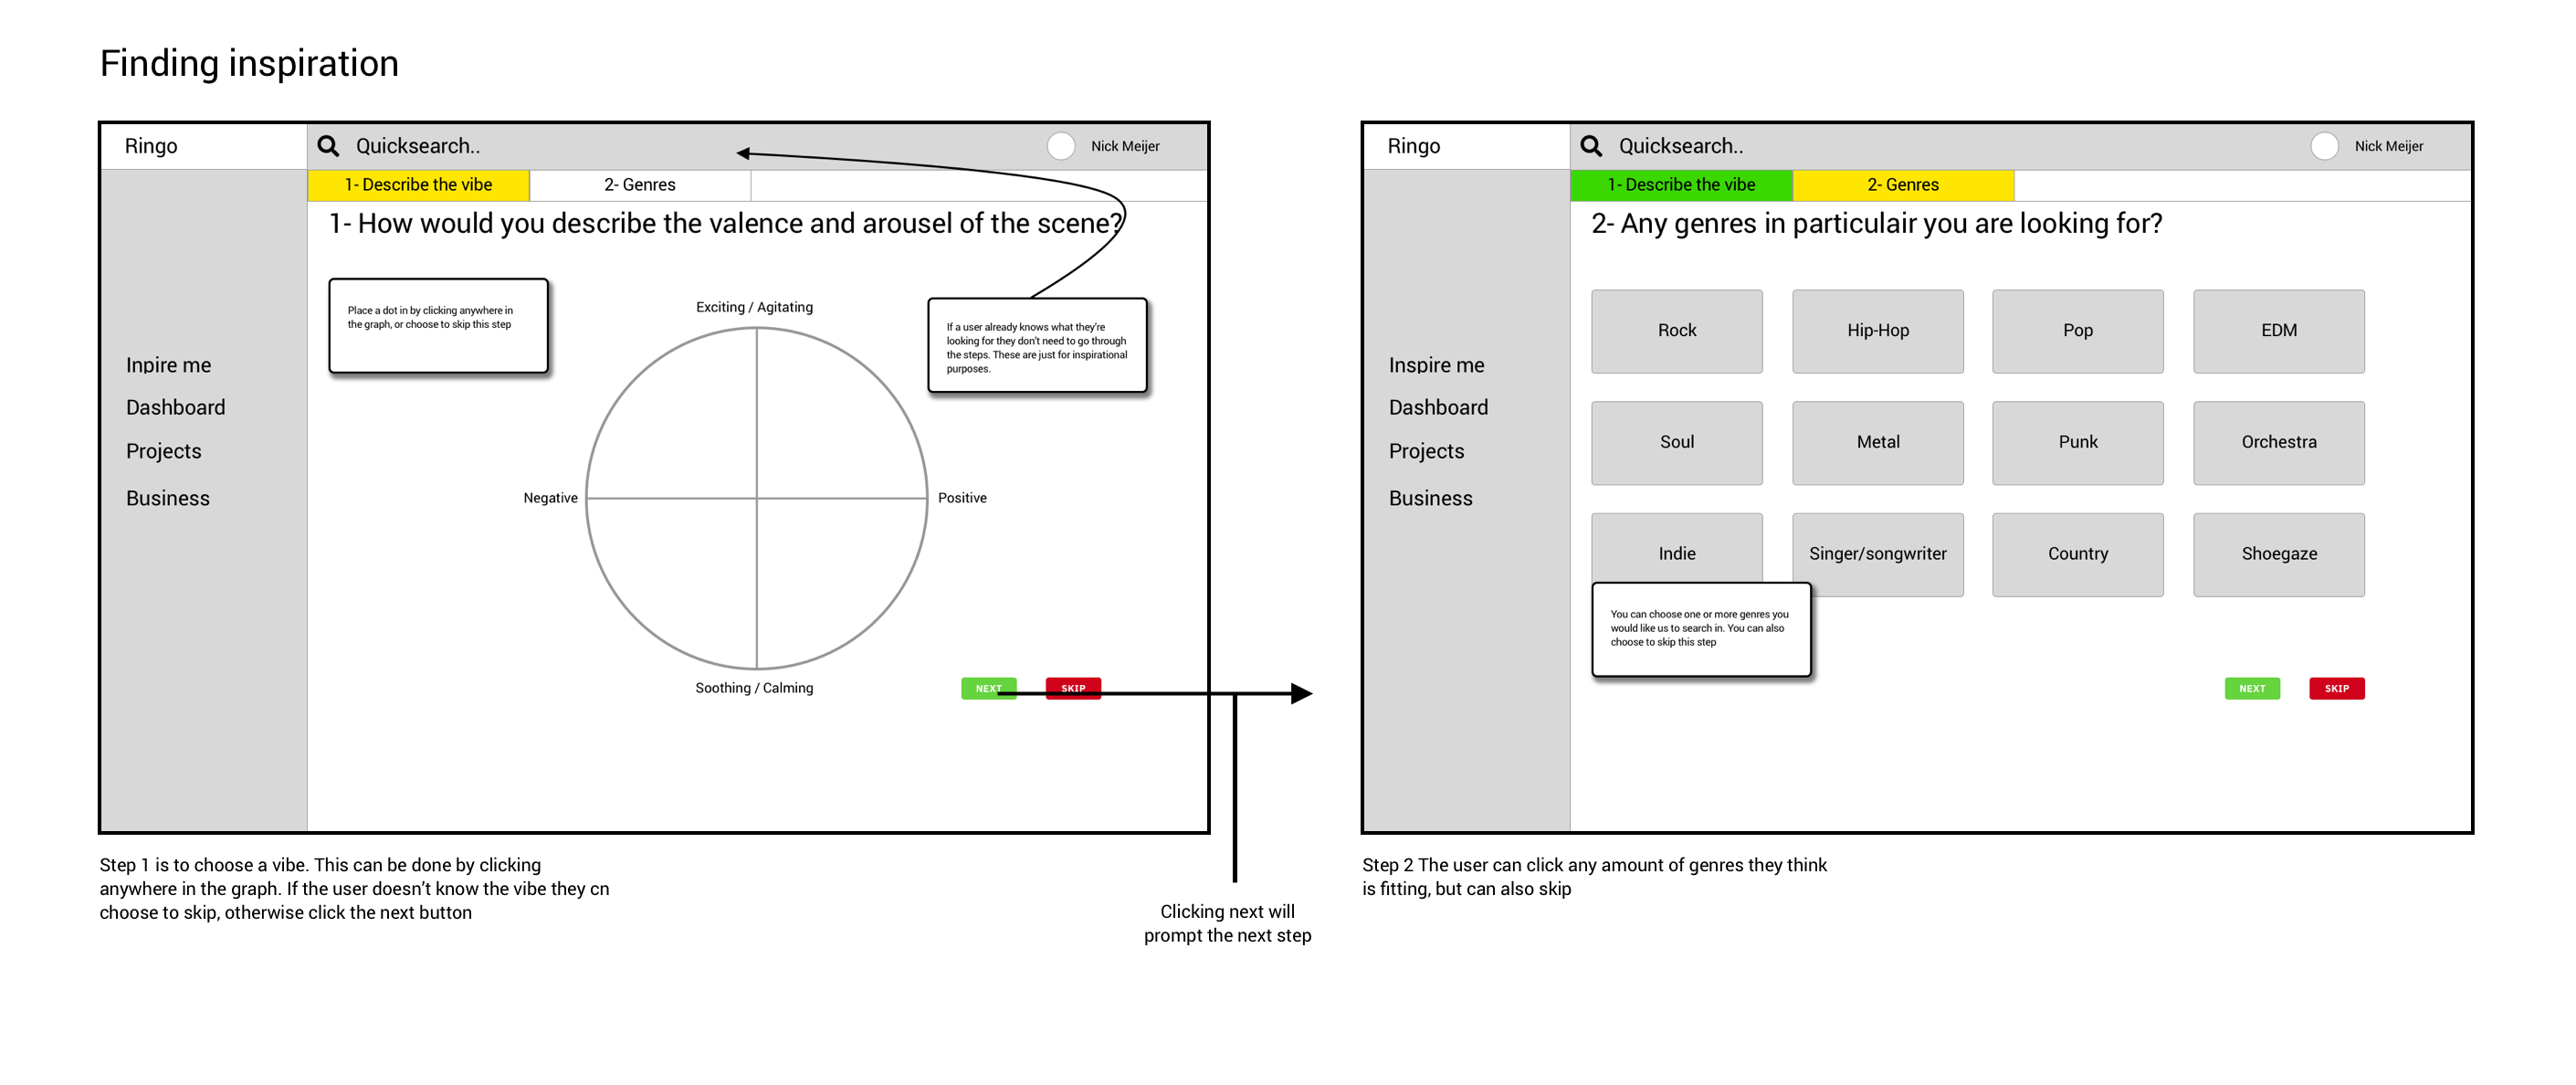 Finding inspiration
Ringo
Quicksearch..
Nick Meijer
1- Describe the vibe
2- Genres
1- How would you describe the valence and arousel of the scene?
Place a dot in by clicking anywhere in
the graph, or choose to skip this step
Exciting / Agitating
If a user already knows what they're
looking for they don't need to go through
the steps. These are just for inspirational
purposes.
Inpire me
Dashboard
Projects
Business
Negative
Positive
Soothing / Calming
NEXT
SKIP
Step 1 is to choose a vibe. This can be done by clicking
anywhere in the graph. If the user doesn't know the vibe they cn
choose to skip, otherwise click the next button
Clicking next will
prompt the next step
Ringo
Quicksearch..
Nick Meijer
1- Describe the vibe
2- Genres
2- Any genres in particulair you are looking for?
Inspire me
Dashboard
Projects
Business
Rock
Hip-Hop
Pop
EDM
Soul
Metal
Punk
Orchestra
Indie
Singer/songwriter
Country
Shoegaze
You can choose one or more genres you
would like us to search in. You can also
choose to skip this step
NEXT
SKIP
Step 2 The user can click any amount of genres they think
is fitting, but can also skip